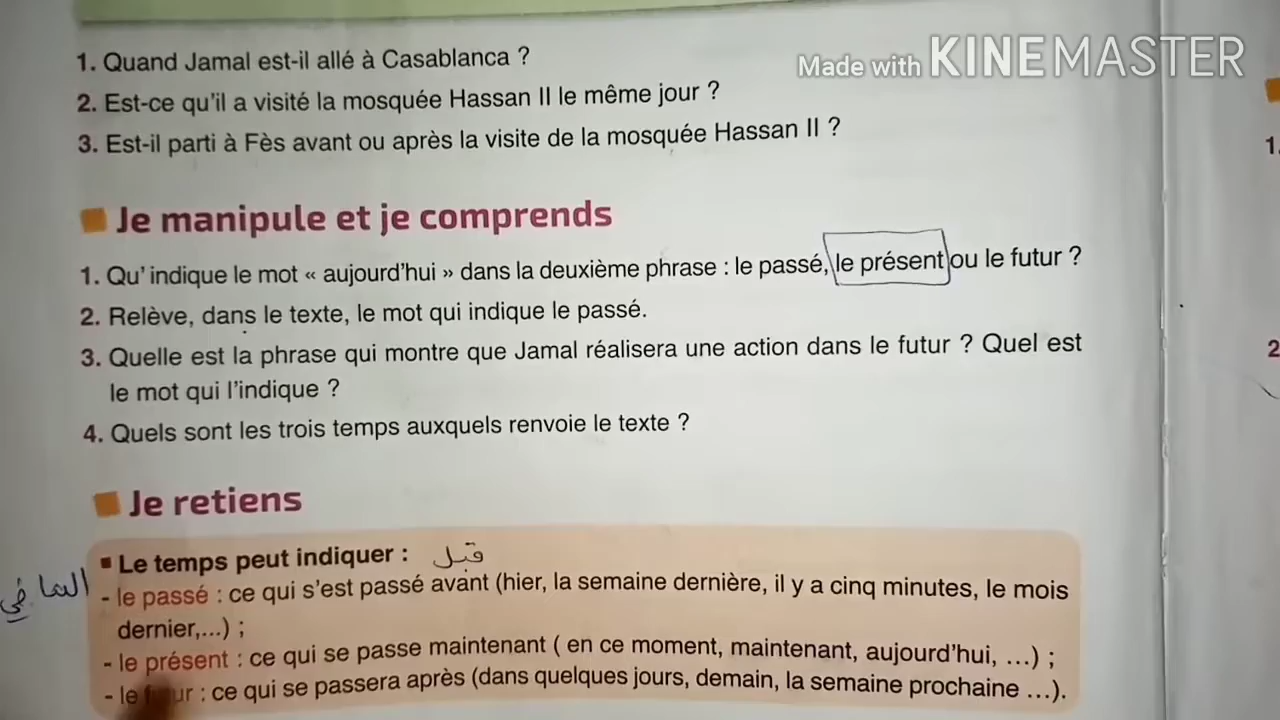 Made with KINEMASTER
1. Quand Jamal est-il allé à Casablanca ?
2. Est-ce qu'il a visité la mosquée Hassan II le même jour ?
3. Est-il parti à Fès avant ou après la visite de la mosquée Hassan II ?
1.
Je manipule et je comprends
1. Qu' indique le mot « aujourd'hui » dans la deuxième phrase : le passé, le présent ou le futur ?
2. Relève, dans le texte, le mot qui indique le passé.
3. Quelle est la phrase qui montre que Jamal réalisera une action dans le futur ? Quel est
le mot qui l'indique ?
2
4. Quels sont les trois temps auxquels renvoie le texte ?
Je retiens
Le temps peut indiquer : قبل
الماضي
- le passé : ce qui s'est passé avant (hier, la semaine dernière, il y a cinq minutes, le mois
dernier,...) ;
- le présent : ce qui se passe maintenant ( en ce moment, maintenant, aujourd'hui, ...) ;
- le futur : ce qui se passera après (dans quelques jours, demain, la semaine prochaine ...).